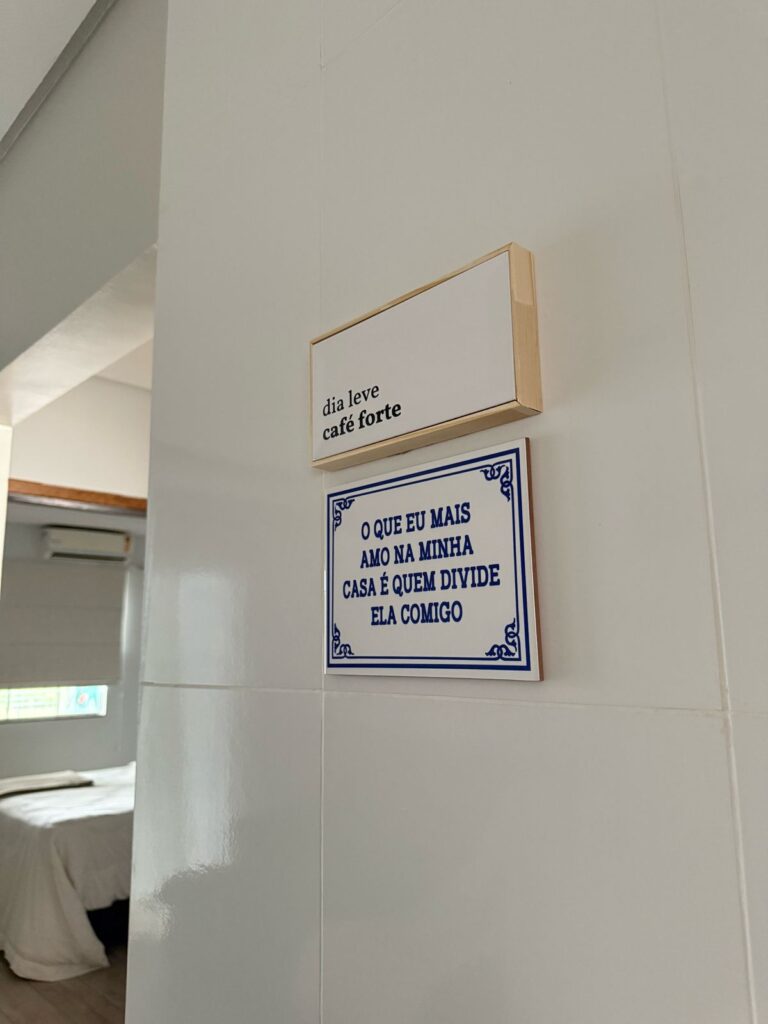 dia leve
café forte
O QUE EU MAIS
AMO NA MINHA
CASA É QUEM DIVIDE
ELA COMIGO